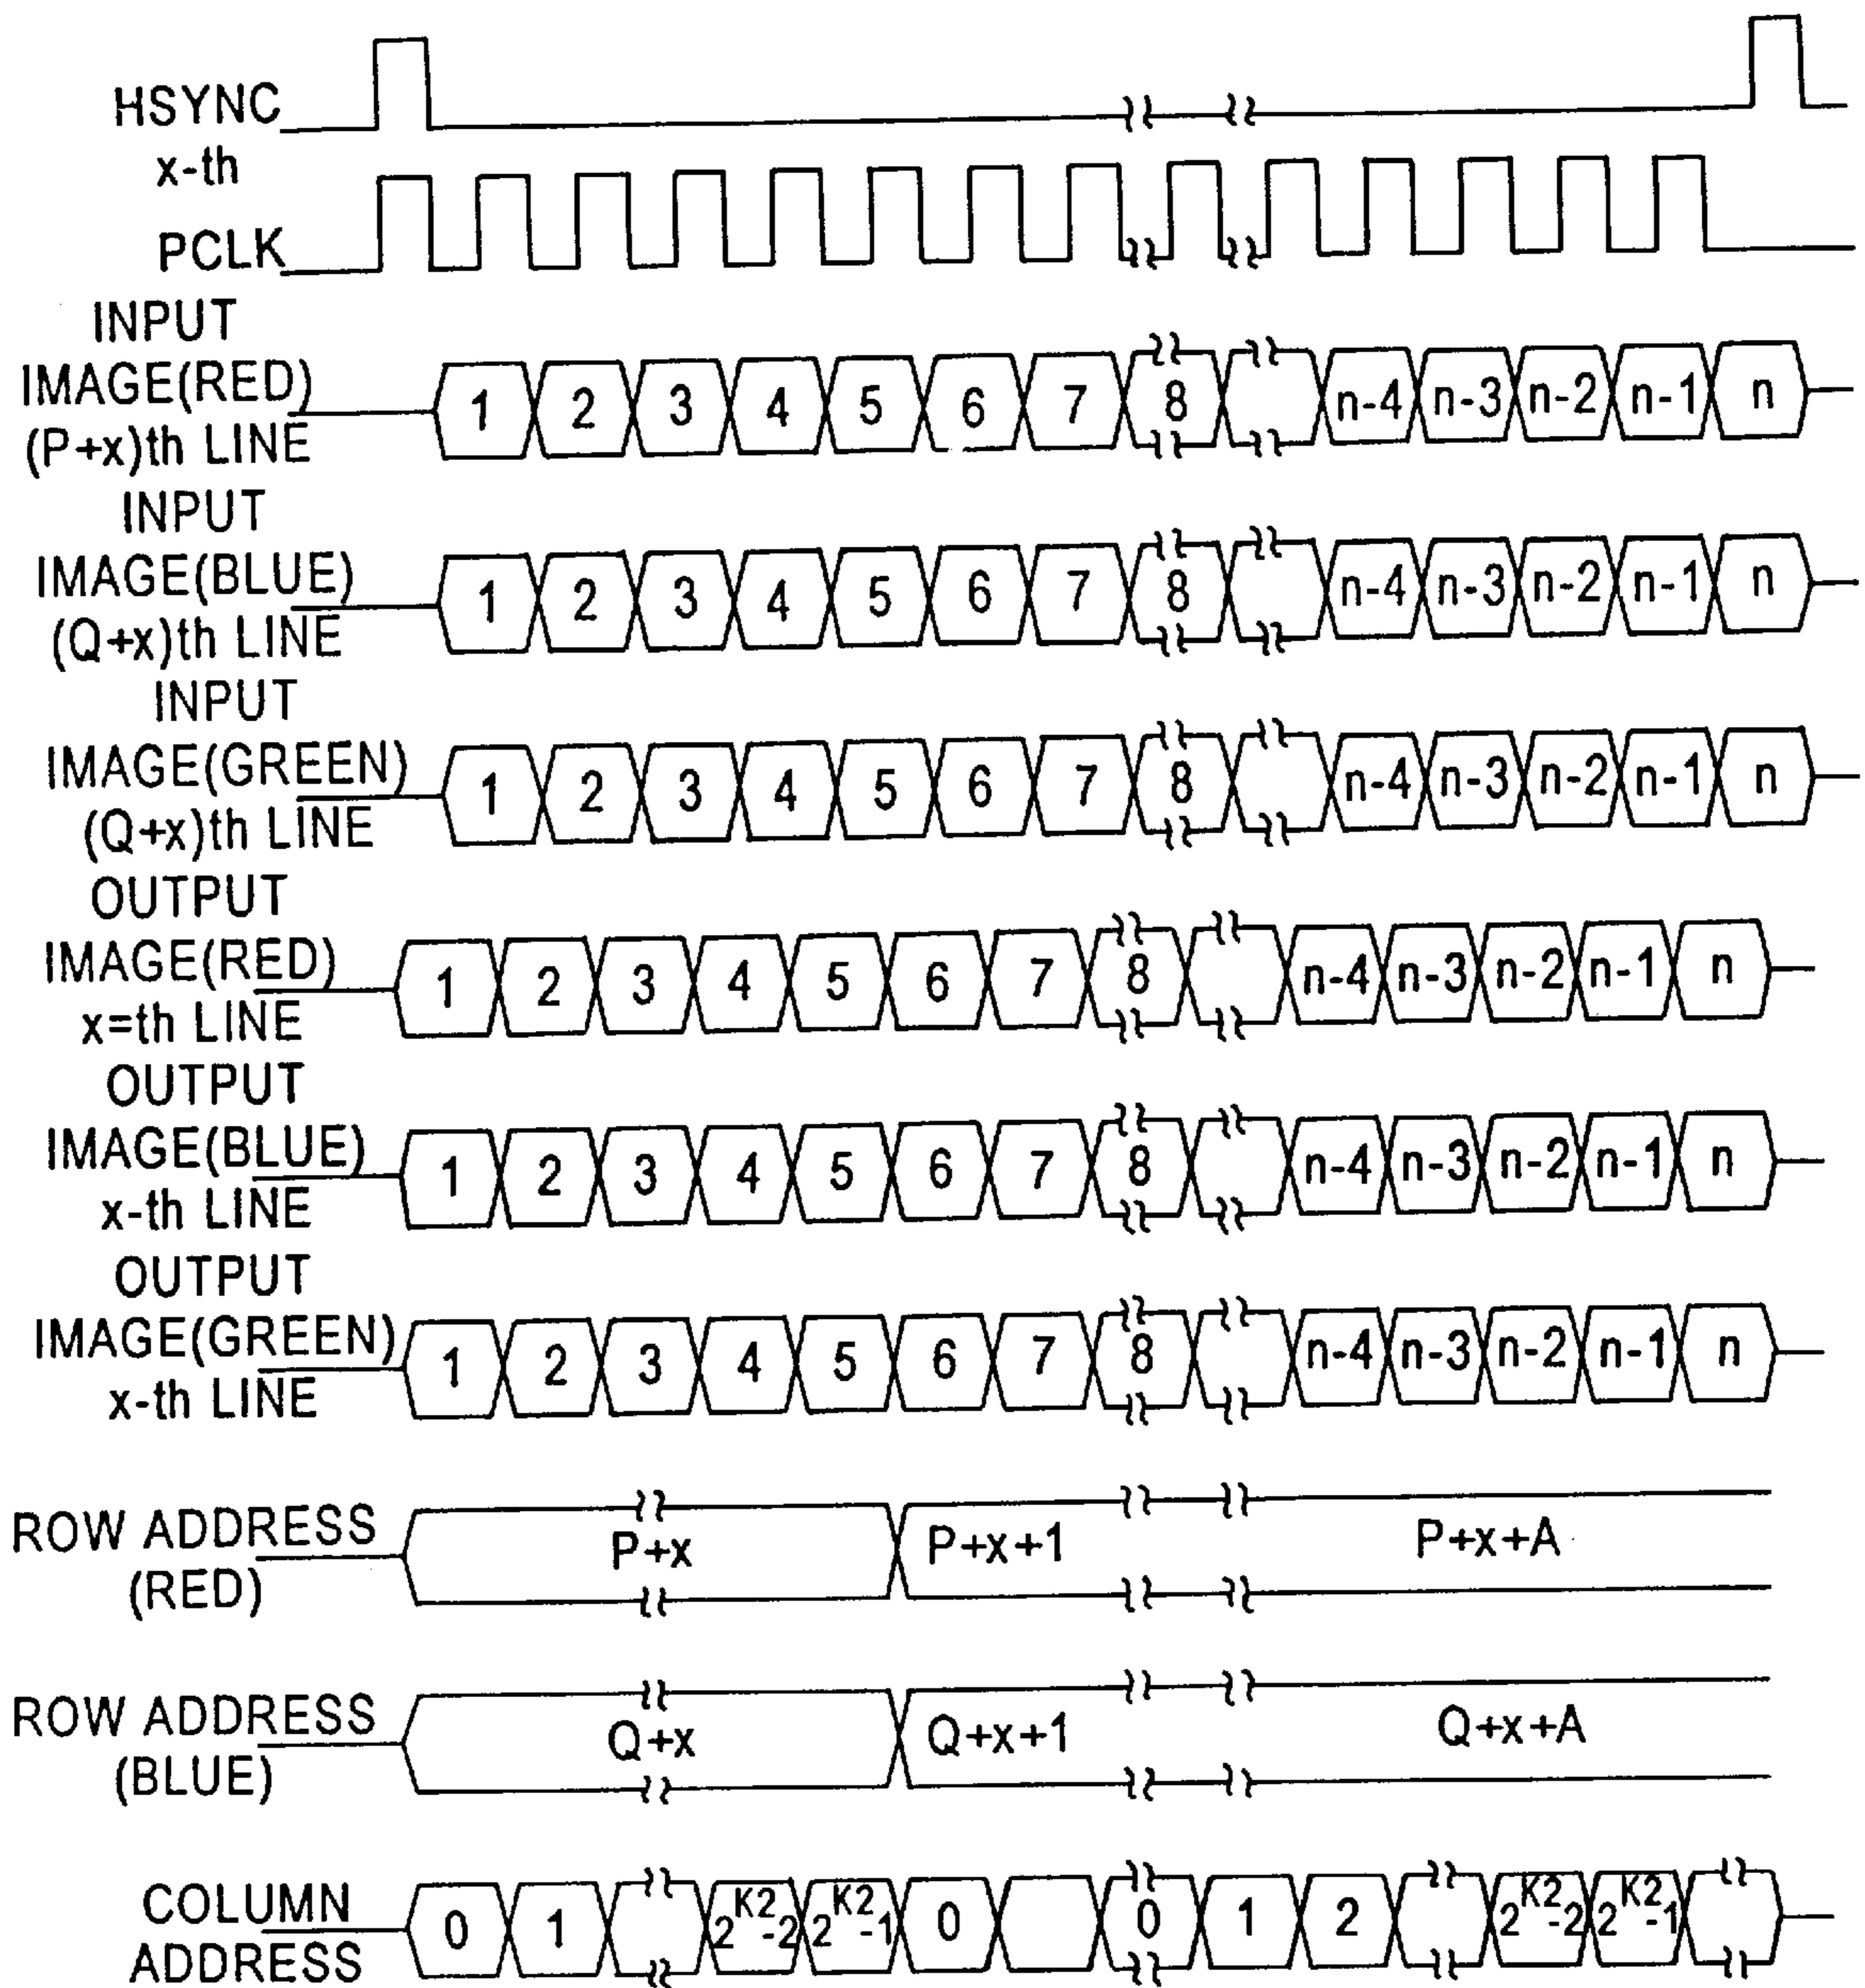 HSYNC
x-th
PCLK
INPUT
IMAGE(RED)
(P+x)th LINE
1 2 3 4 5 6 7 8 n-4 n-3 n-2 n-1 n
INPUT
IMAGE(BLUE)
(Q+x)th LINE
1 2 3 4 5 6 7 8 n-4 n-3 n-2 n-1 n
INPUT
IMAGE(GREEN)
(Q+x)th LINE
1 2 3 4 5 6 7 8 n-4 n-3 n-2 n-1 n
OUTPUT
IMAGE(RED)
x=th LINE
1 2 3 4 5 6 7 8 n-4 n-3 n-2 n-1 n
OUTPUT
IMAGE(BLUE)
x-th LINE
1 2 3 4 5 6 7 8 n-4 n-3 n-2 n-1 n
OUTPUT
IMAGE(GREEN)
x-th LINE
1 2 3 4 5 6 7 8 n-4 n-3 n-2 n-1 n
ROW ADDRESS
(RED)
P+x P+x+1 P+x+A
ROW ADDRESS
(BLUE)
Q+x Q+x+1 Q+x+A
COLUMN
ADDRESS
0 1 2^K2-2 2^K2-1 0 0 1 2 2^K2-2 2^K2-1